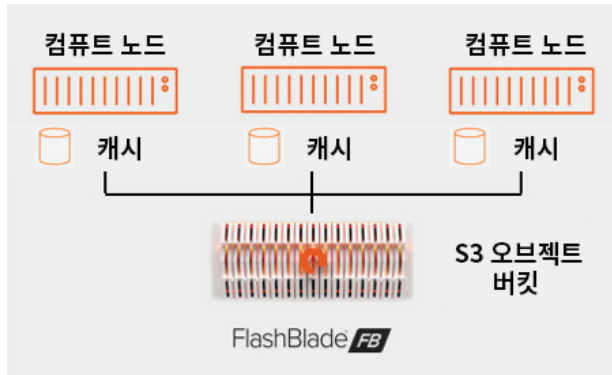 컴퓨트 노드 컴퓨트 노드 컴퓨트 노드
캐시 캐시 캐시
S3 오브젝트
버킷
FlashBlade FB